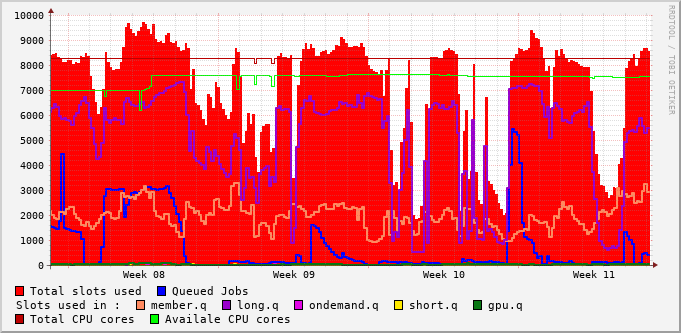 10000
9000
8000
7000
6000
5000
4000
3000
2000
1000
0
RRDTOOL / TOBI OETIKER
Week 08 Week 09 Week 10 Week 11
Total slots used Queued Jobs
Slots used in : member.q long.q ondemand.q short.q gpu.q
Total CPU cores Availale CPU cores